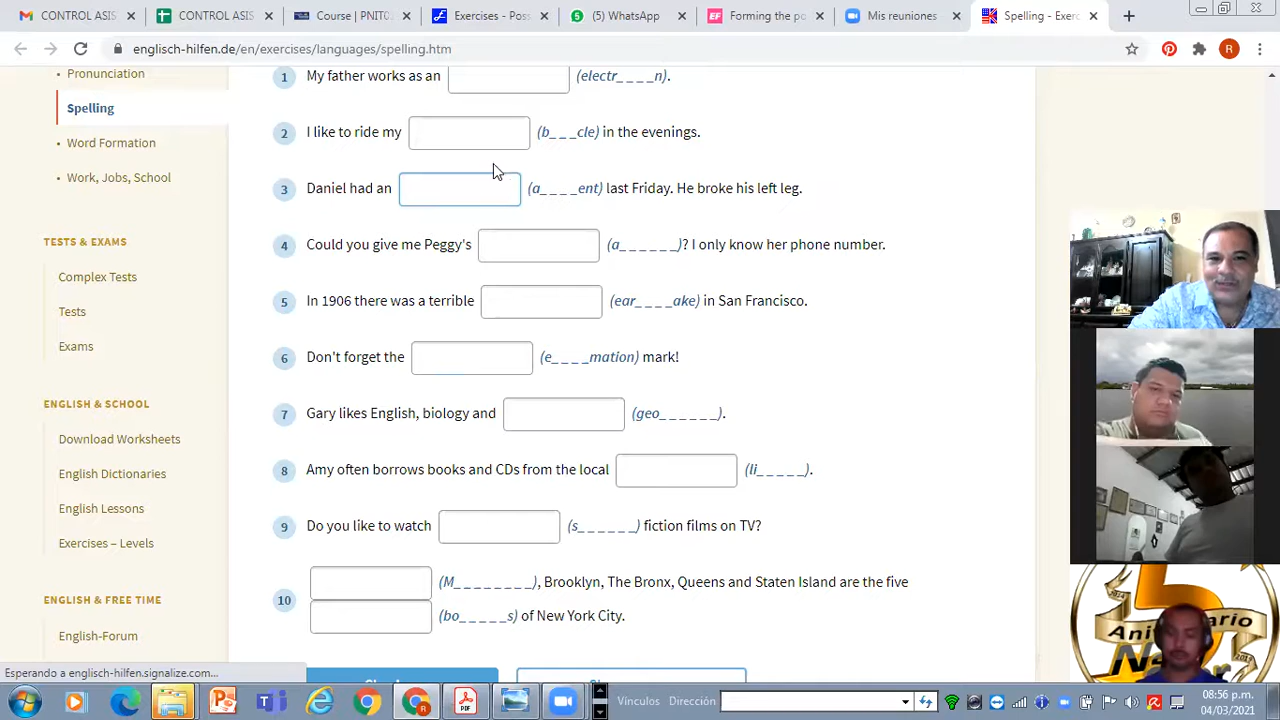 CONTROL ASIS
CONTROL ASIS
Course | PNITC
Exercises - Pos
(5) WhatsApp
Forming the po
Mis reuniones
Spelling - Exerc
englisch-hilfen.de/en/exercises/languages/spelling.htm
R
Pronunciation
Spelling
Word Formation
Work, Jobs, School
TESTS & EXAMS
Complex Tests
Tests
Exams
ENGLISH & SCHOOL
Download Worksheets
English Dictionaries
English Lessons
Exercises – Levels
ENGLISH & FREE TIME
English-Forum
1 My father works as an (electr_ _ _ _n).
2 I like to ride my (b_ _ _cle) in the evenings.
3 Daniel had an (a_ _ _ _ent) last Friday. He broke his left leg.
4 Could you give me Peggy's (a_ _ _ _ _ _)? I only know her phone number.
5 In 1906 there was a terrible (ear_ _ _ _ake) in San Francisco.
6 Don't forget the (e_ _ _ _mation) mark!
7 Gary likes English, biology and (geo_ _ _ _ _ _).
8 Amy often borrows books and CDs from the local (li_ _ _ _ _).
9 Do you like to watch (s_ _ _ _ _ _) fiction films on TV?
10 (M_ _ _ _ _ _ _ _), Brooklyn, The Bronx, Queens and Staten Island are the five
(bo_ _ _ _ _s) of New York City.
5
Aniversario
2014
Esperando a englisch-hilfen.signalize.com...
Vínculos
Dirección
08:56 p.m.
04/03/2021